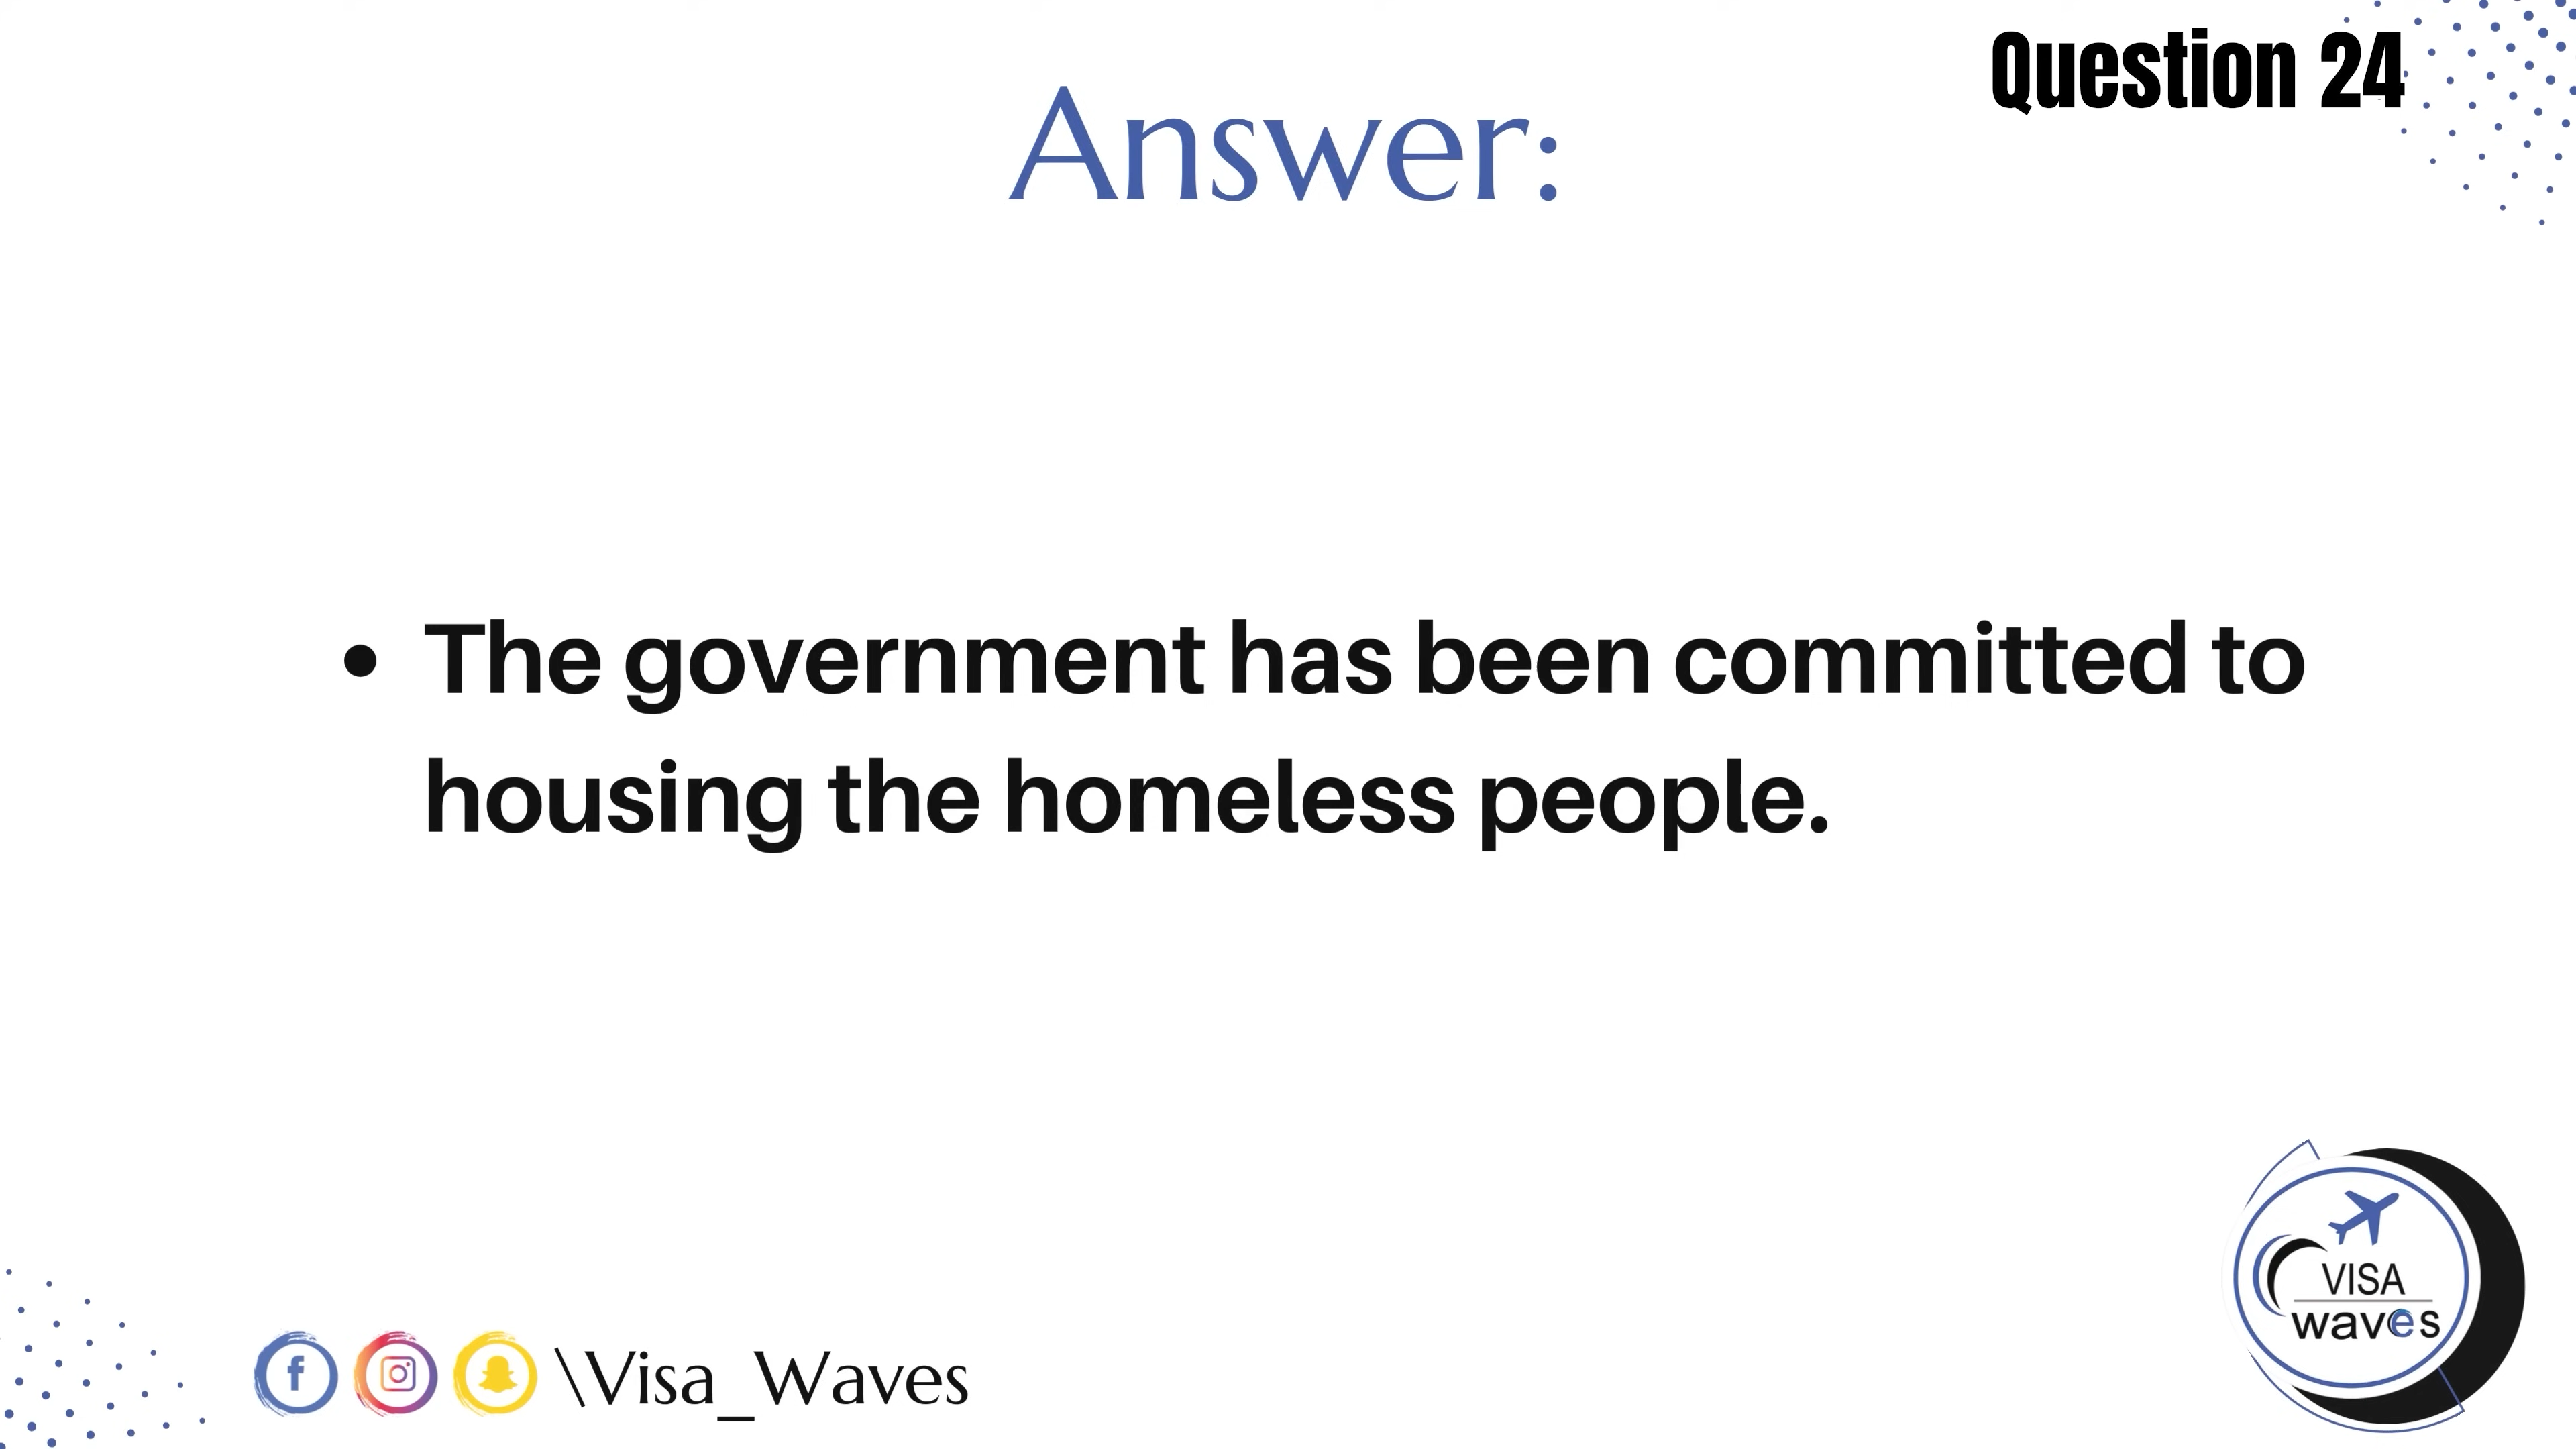 Question 24
Answer:
• The government has been committed to
housing the homeless people.
\Visa_Waves
VISA
waves